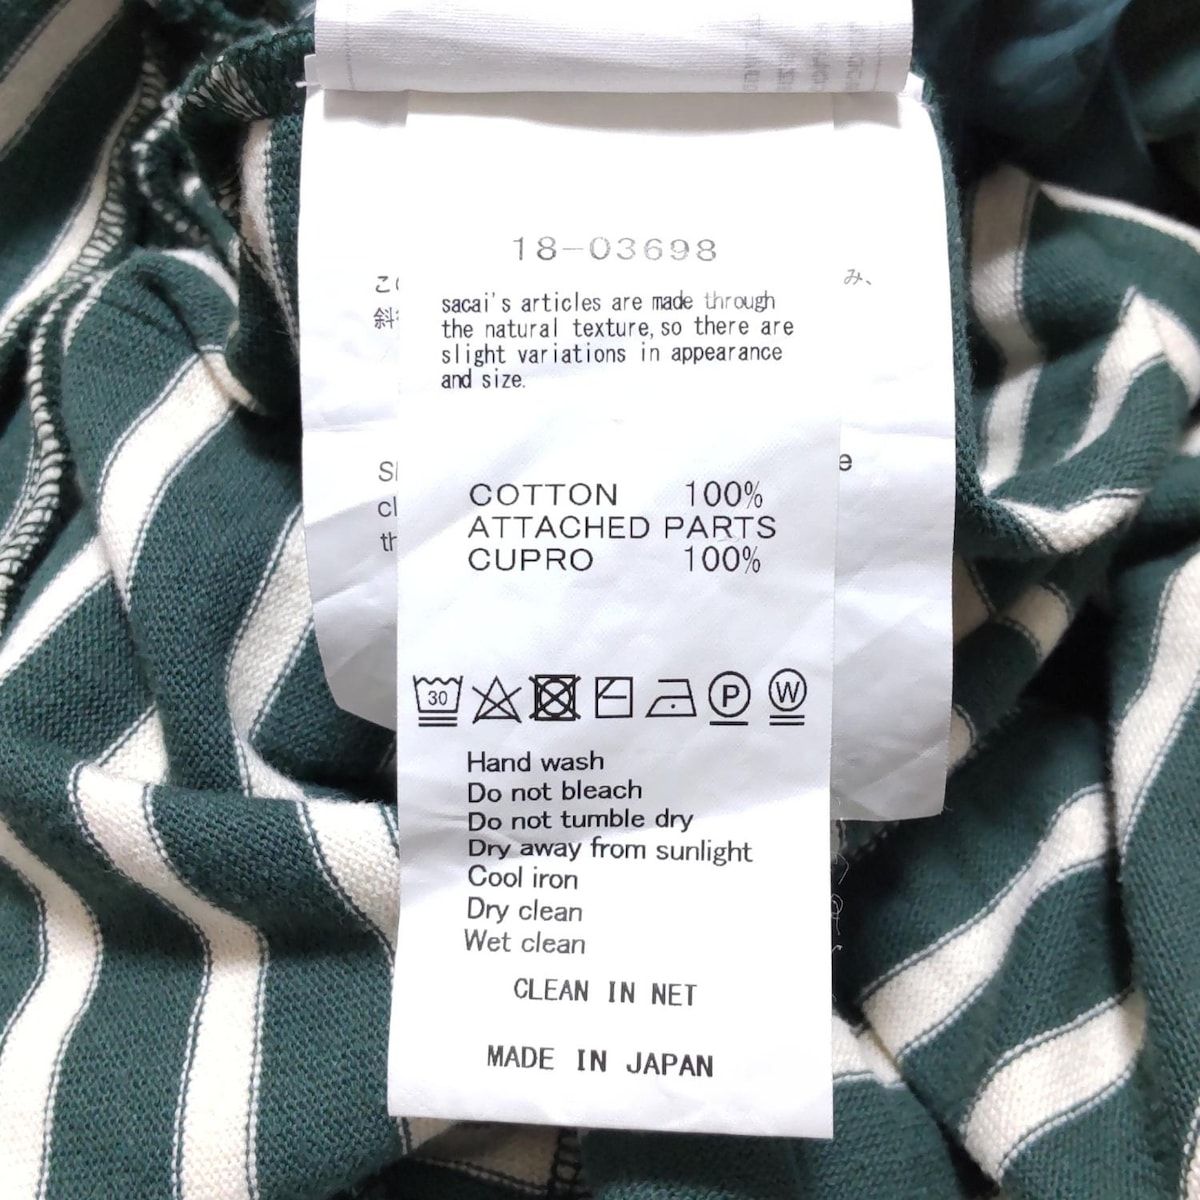 18-03698
sacai's articles are made through
the natural texture, so there are
slight variations in appearance
and size.
COTTON 100%
ATTACHED PARTS
CUPRO 100%
30
P
W
Hand wash
Do not bleach
Do not tumble dry
Dry away from sunlight
Cool iron
Dry clean
Wet clean
CLEAN IN NET
MADE IN JAPAN